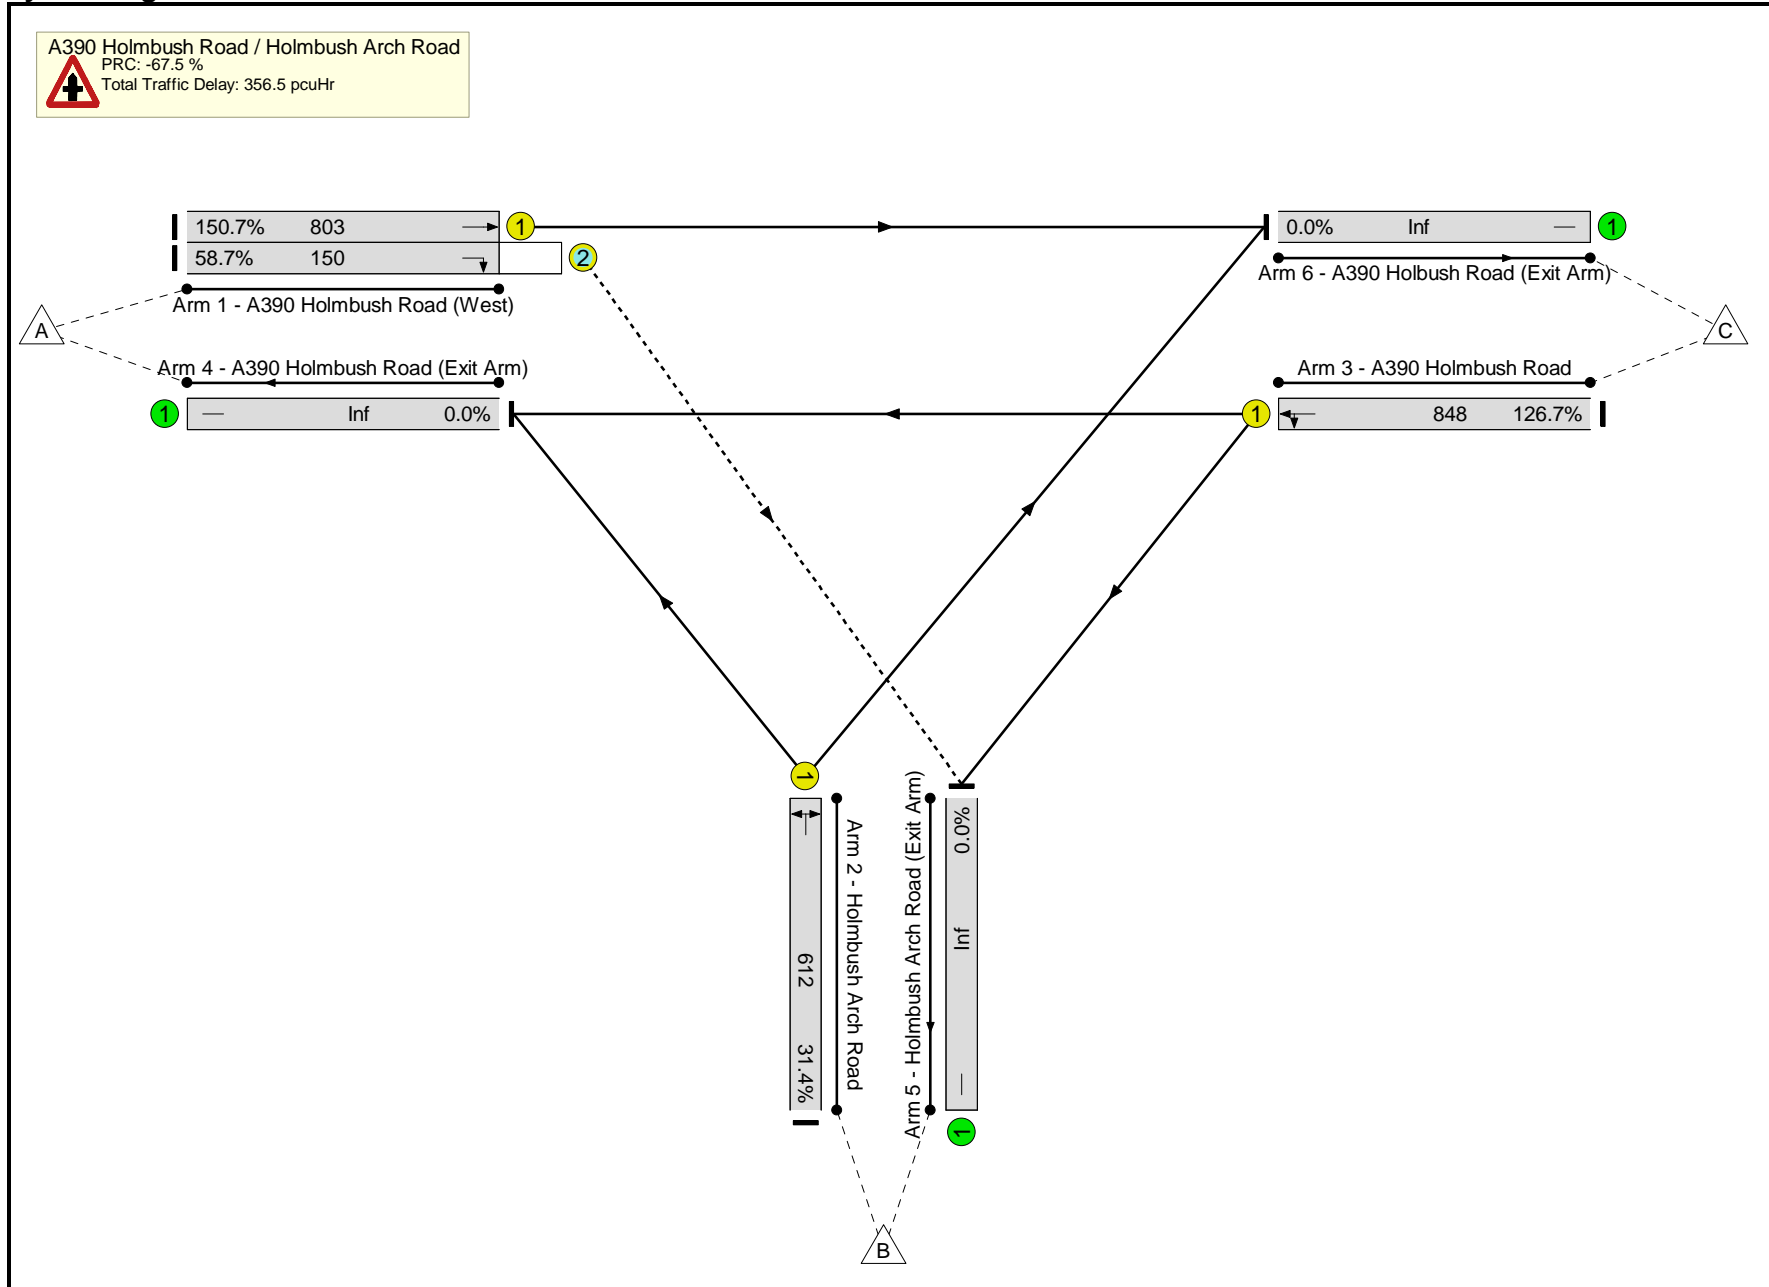 A390 Holmbush Road / Holmbush Arch Road
PRC: -67.5 %
Total Traffic Delay: 356.5 pcuHr
150.7% 803
1
58.7% 150
2
Arm 1 - A390 Holmbush Road (West)
A
Arm 4 - A390 Holmbush Road (Exit Arm)
1
Inf 0.0%
0.0% Inf
1
Arm 6 - A390 Holbush Road (Exit Arm)
C
Arm 3 - A390 Holmbush Road
1
848 126.7%
1
612 31.4%
Arm 2 - Holmbush Arch Road
Arm 5 - Holmbush Arch Road (Exit Arm)
0.0% Inf
1
B